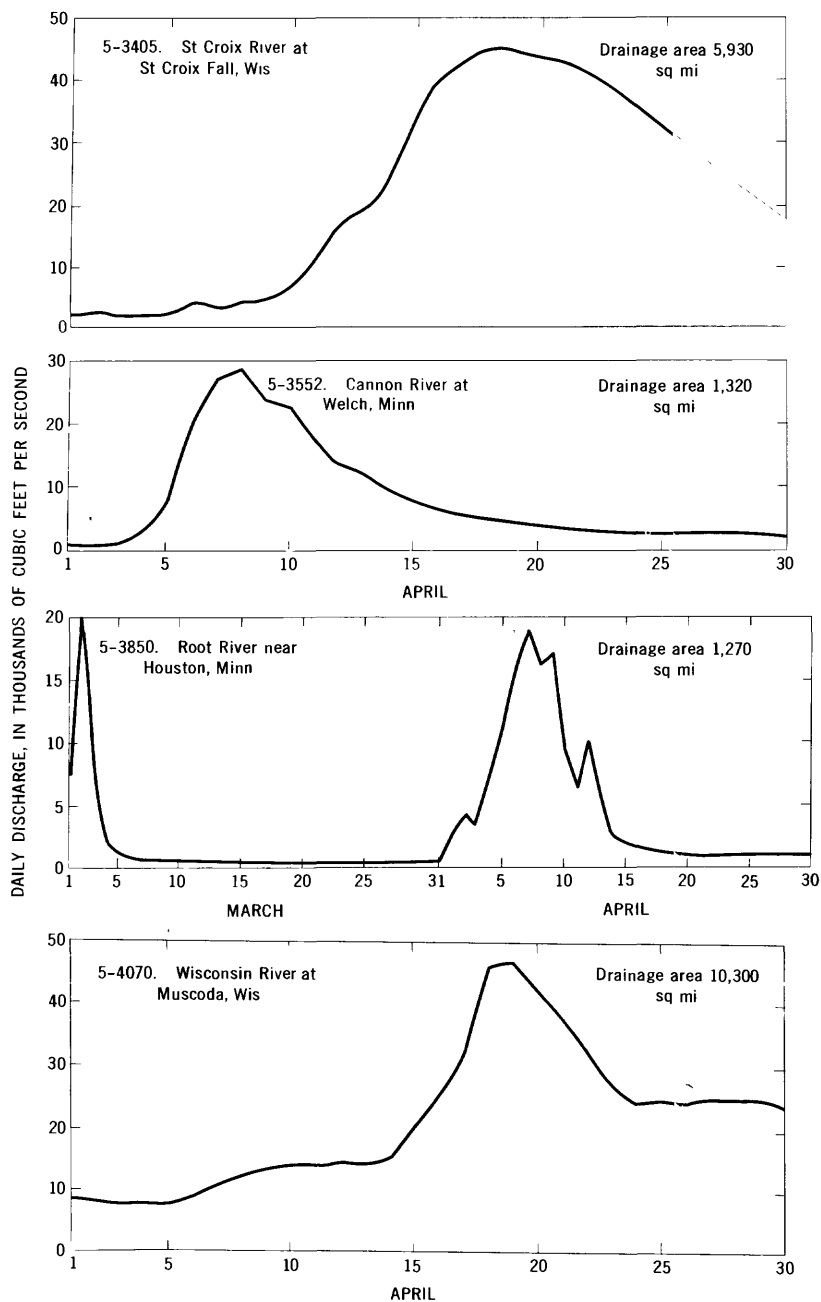 DAILY DISCHARGE, IN THOUSANDS OF CUBIC FEET PER SECOND
50
40
30
20
10
0
5-3405. St Croix River at
St Croix Fall, Wis
Drainage area 5,930
sq mi
30
20
10
0
5-3552. Cannon River at
Welch, Minn
Drainage area 1,320
sq mi
1 5 10 15 20 25 30
APRIL
20
15
10
5
0
5-3850. Root River near
Houston, Minn
Drainage area 1,270
sq mi
1 5 10 15 20 25 31 5 10 15 20 25 30
MARCH APRIL
50
40
30
20
10
0
5-4070. Wisconsin River at
Muscoda, Wis
Drainage area 10,300
sq mi
1 5 10 15 20 25 30
APRIL